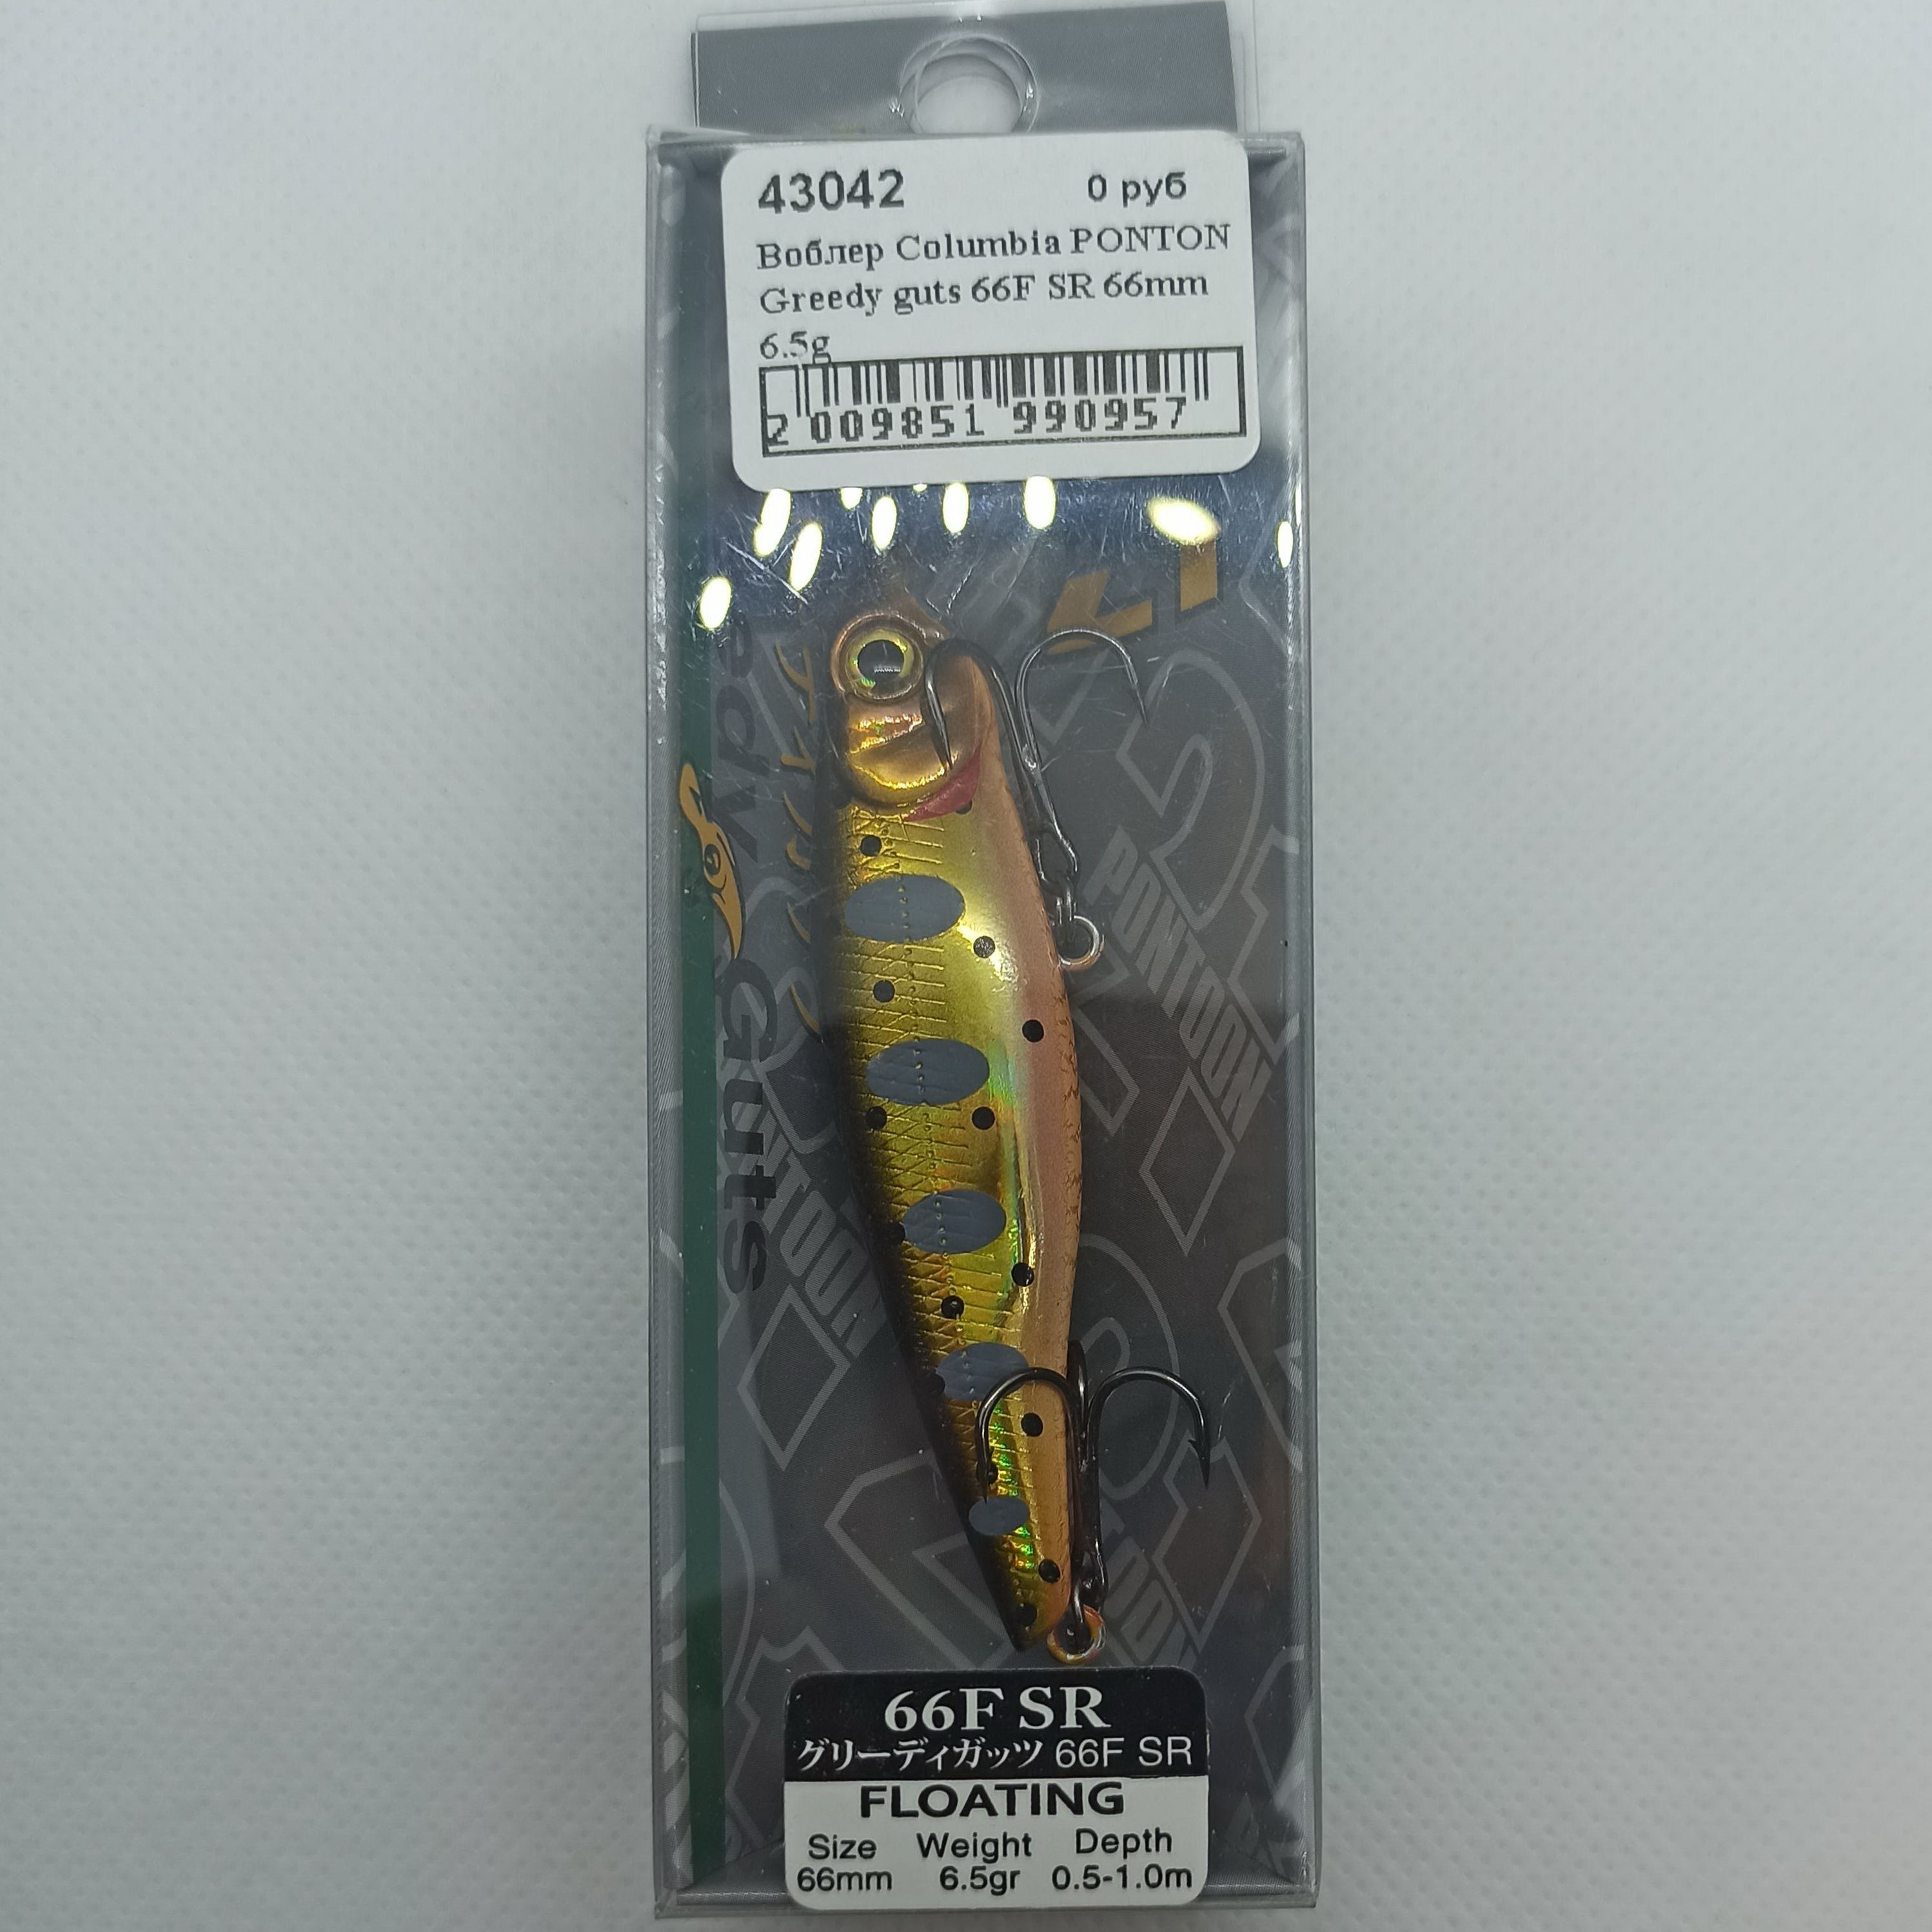 43042 0 руб
Воблер Columbia PONTON
Greedy guts 66F SR 66mm
6.5g
2 009851 990957
Guts
PONTOON
PONTOON
66F SR
グリーディガッツ 66F SR
FLOATING
Size Weight Depth
66mm 6.5gr 0.5-1.0m